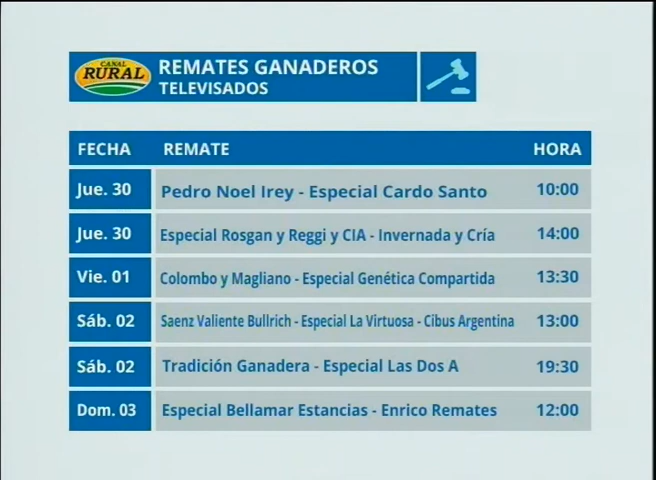 CANAL
RURAL
REMATES GANADEROS
TELEVISADOS
FECHA REMATE HORA
Jue. 30 Pedro Noel Irey - Especial Cardo Santo 10:00
Jue. 30 Especial Rosgan y Reggi y CIA - Invernada y Cría 14:00
Vie. 01 Colombo y Magliano - Especial Genética Compartida 13:30
Sáb. 02 Saenz Valiente Bullrich - Especial La Virtuosa - Cibus Argentina 13:00
Sáb. 02 Tradición Ganadera - Especial Las Dos A 19:30
Dom. 03 Especial Bellamar Estancias - Enrico Remates 12:00